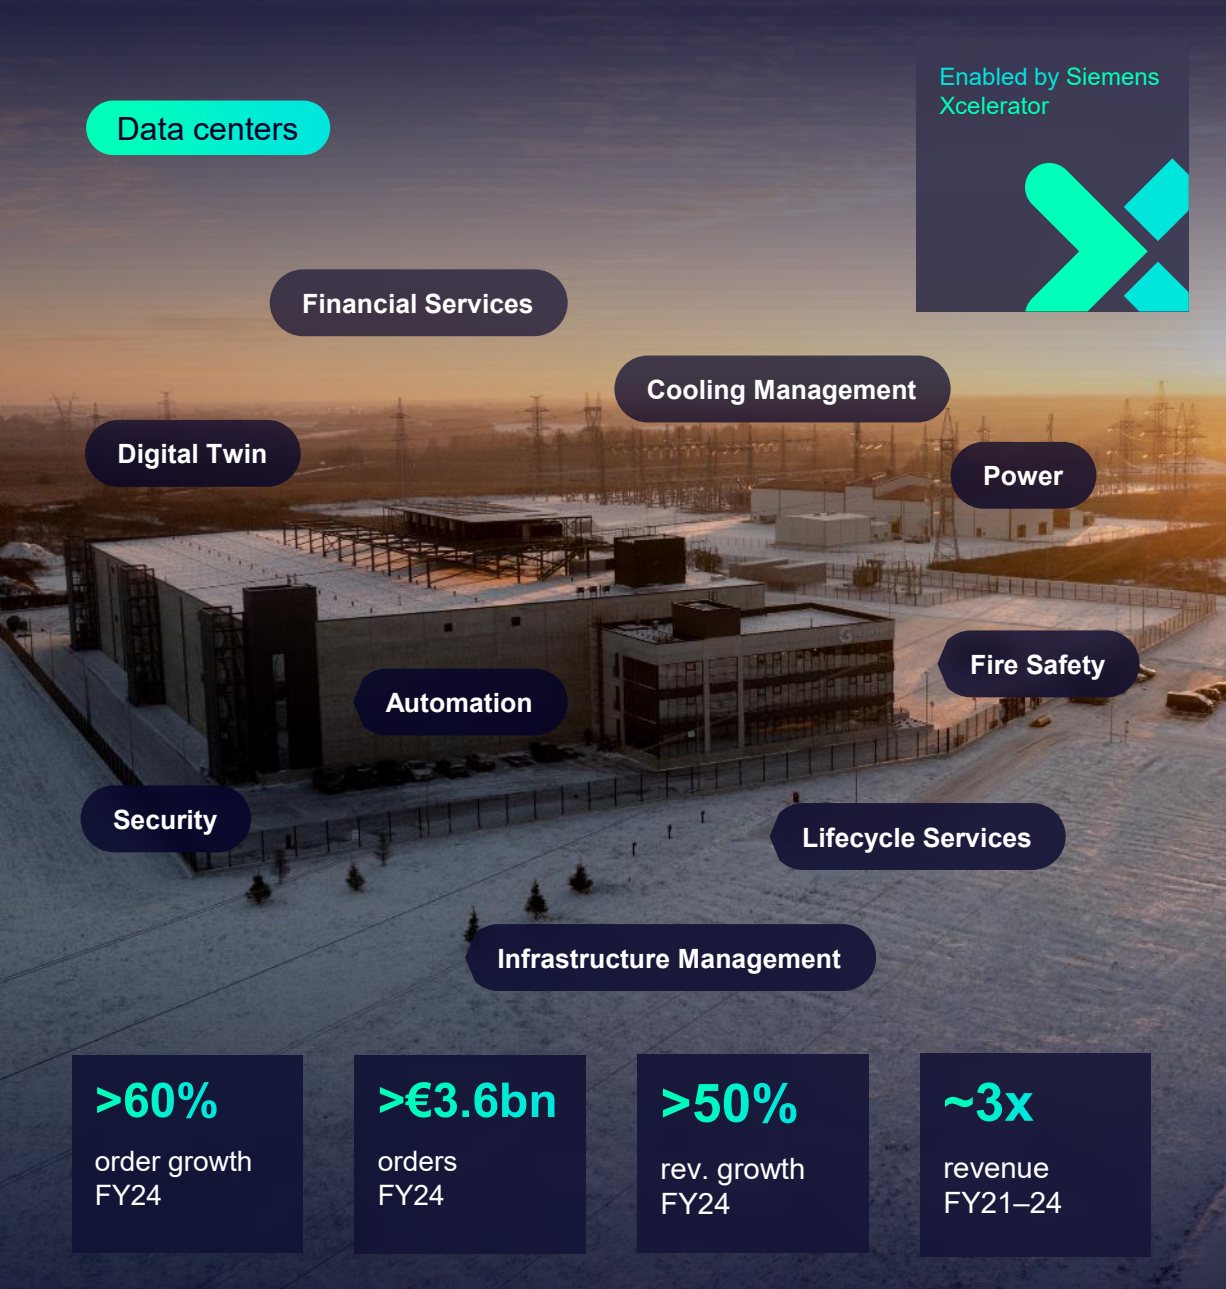 Enabled by Siemens
Xcelerator
Data centers
Financial Services
Cooling Management
Digital Twin
Power
Fire Safety
Automation
Security
Lifecycle Services
Infrastructure Management
>60%
order growth
FY24
>€3.6bn
orders
FY24
>50%
rev. growth
FY24
~3x
revenue
FY21–24